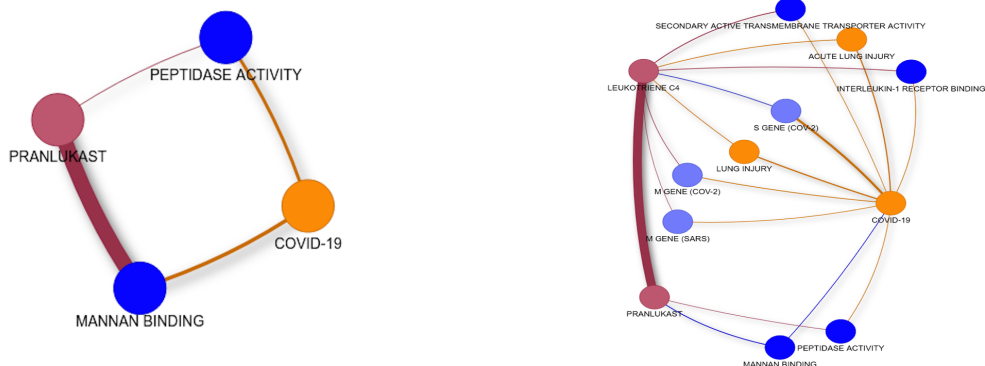 PEPTIDASE ACTIVITY
PRANLUKAST
COVID-19
MANNAN BINDING
SECONDARY ACTIVE TRANSMEMBRANE TRANSPORTER ACTIVITY
ACUTE LUNG INJURY
LEUKOTRIENE C4
INTERLEUKIN-1 RECEPTOR BINDING
S GENE (COV-2)
LUNG INJURY
M GENE (COV-2)
COVID-19
M GENE (SARS)
PRANLUKAST
PEPTIDASE ACTIVITY
MANNAN BINDING